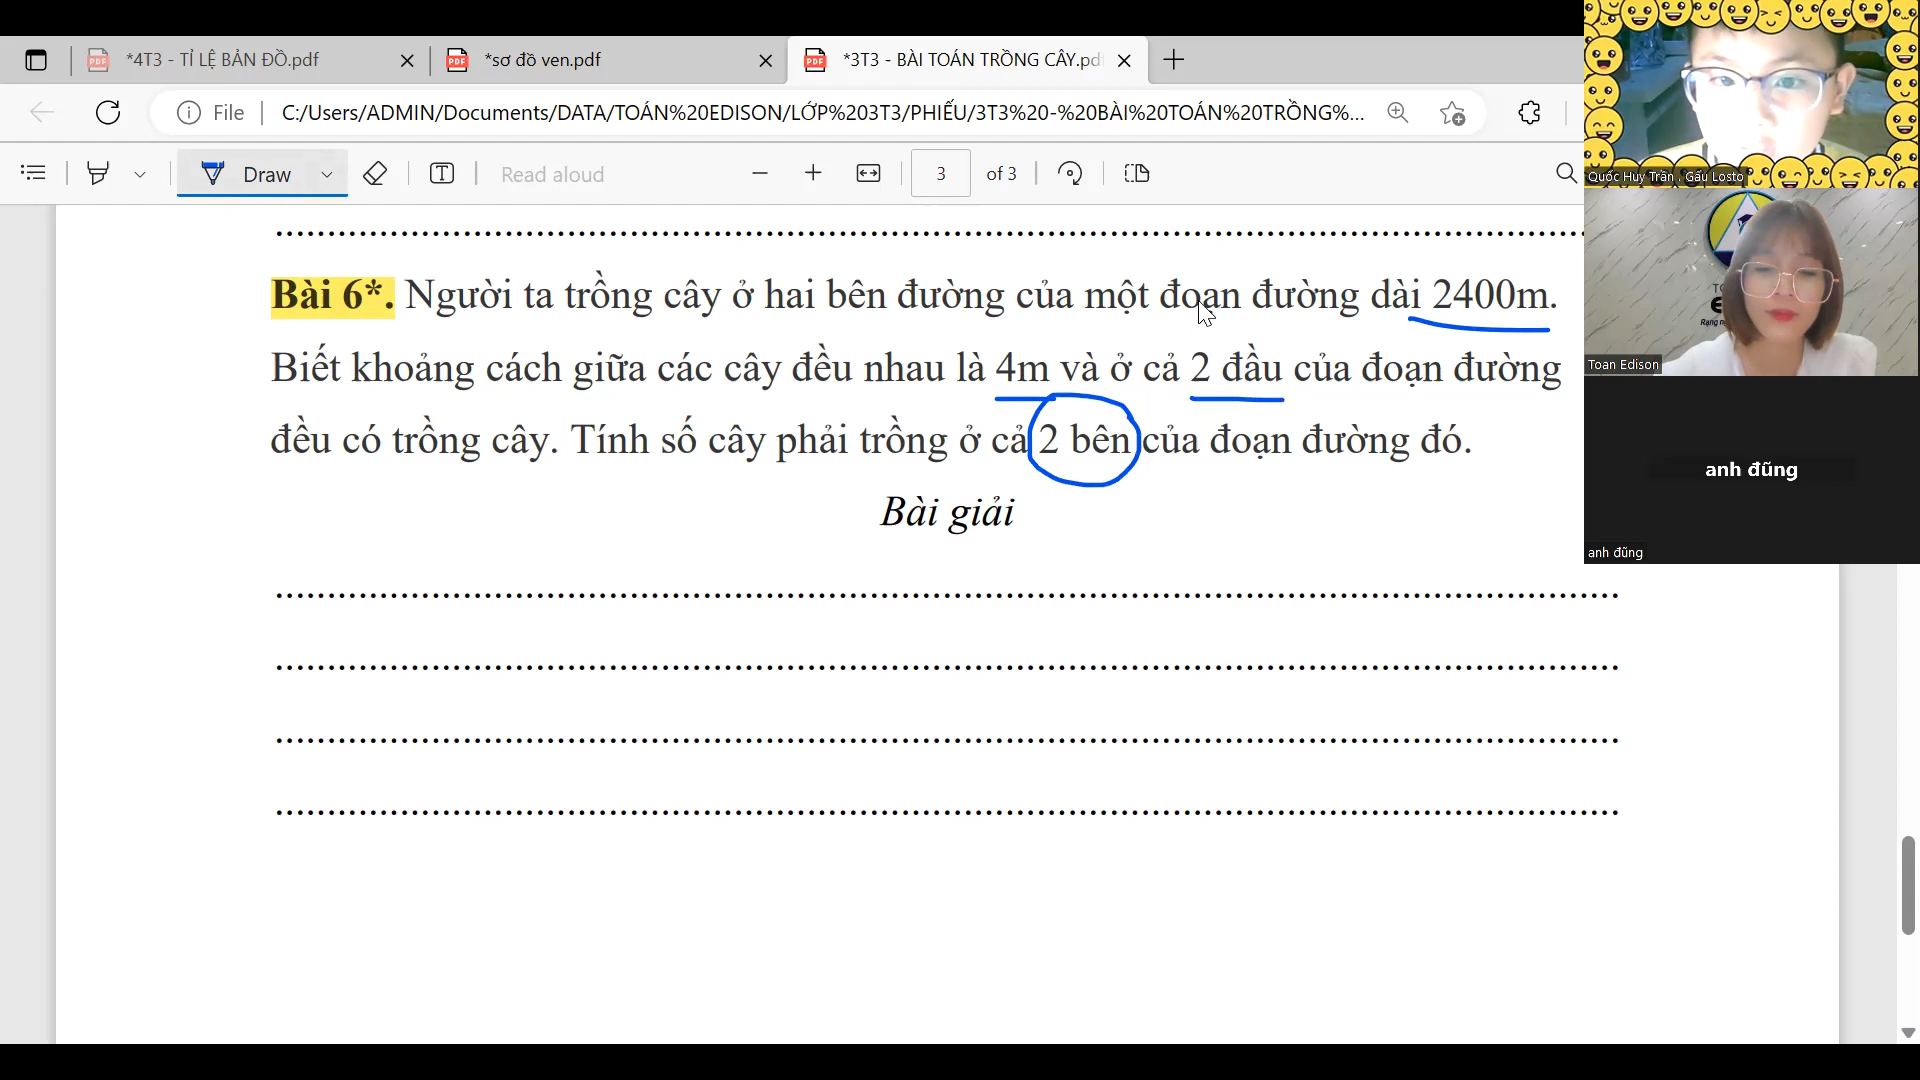 *4T3 - TỈ LỆ BẢN ĐỒ.pdf
*sơ đồ ven.pdf
*3T3 - BÀI TOÁN TRỒNG CÂY.pd
File
C:/Users/ADMIN/Documents/DATA/TOÁN%20EDISON/LỚP%203T3/PHIẾU/3T3%20-%20BÀI%20TOÁN%20TRỒNG%...
Draw
Read aloud
3
of 3
Quốc Huy Trần . Gấu Losto
Bài 6*. Người ta trồng cây ở hai bên đường của một đoạn đường dài 2400m.
Biết khoảng cách giữa các cây đều nhau là 4m và ở cả 2 đầu của đoạn đường
đều có trồng cây. Tính số cây phải trồng ở cả 2 bên của đoạn đường đó.
Bài giải
Toan Edison
anh đũng
anh đũng